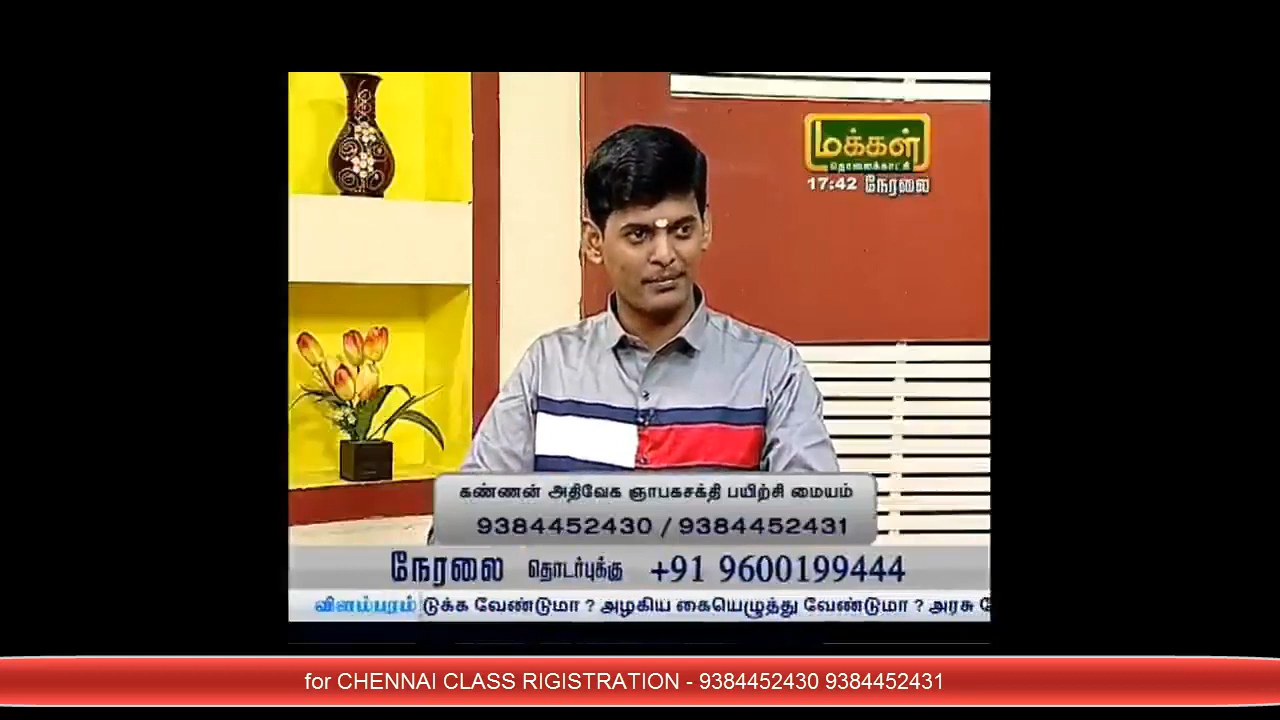 மக்கள்
தொலைக்காட்சி
17:42 நேரலை
கண்ணன் அதிவேக ஞாபகசக்தி பயிற்சி மையம்
9384452430 / 9384452431
நேரலை தொடர்புக்கு +91 9600199444
விளம்பரம் டுக்க வேண்டுமா ? அழகிய கையெழுத்து வேண்டுமா ? அரசு
for CHENNAI CLASS RIGISTRATION - 9384452430 9384452431